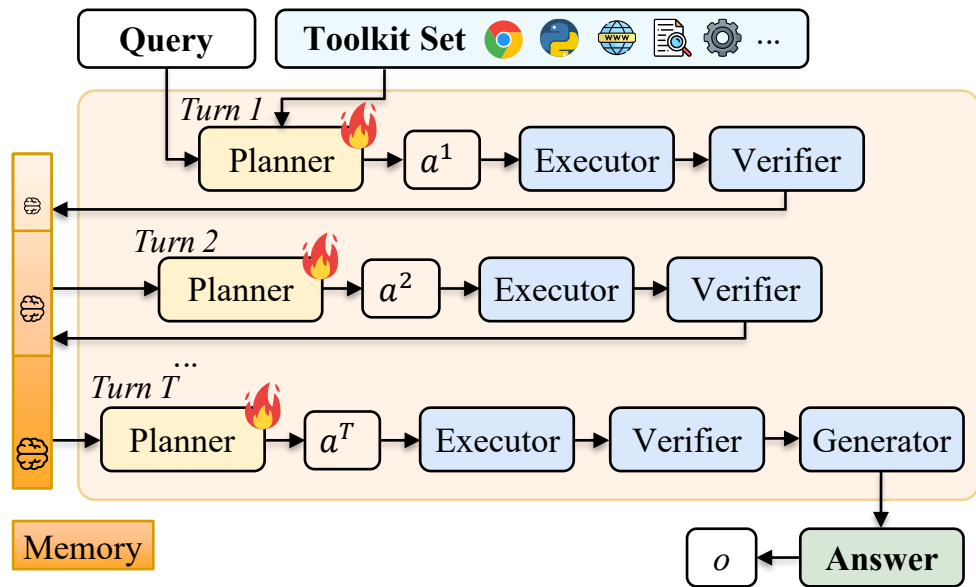 Query
Toolkit Set WWW ...
Turn 1
Planner a¹ Executor Verifier
Turn 2
Planner a² Executor Verifier
...
Turn T
Planner aᵀ Executor Verifier Generator
Memory
o Answer